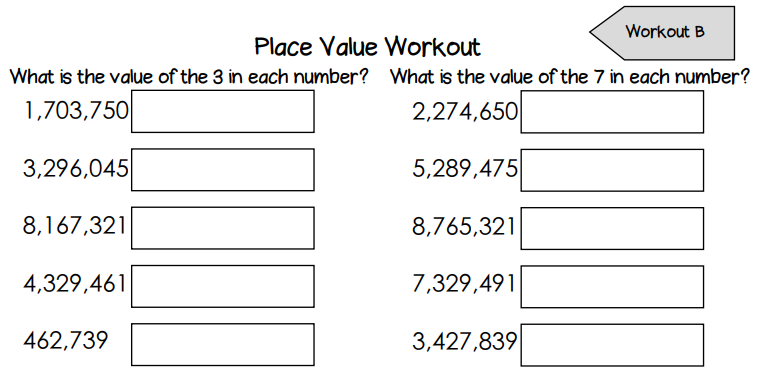 Workout B
Place Value Workout
What is the value of the 3 in each number?
1,703,750
3,296,045
8,167,321
4,329,461
462,739
What is the value of the 7 in each number?
2,274,650
5,289,475
8,765,321
7,329,491
3,427,839